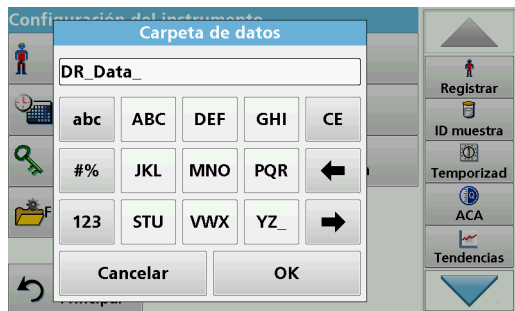 Configuración del instrumento
Carpeta de datos
DR_Data_
abc ABC DEF GHI CE
#% JKL MNO PQR
123 STU VWX YZ_
Cancelar OK
Principal
Registrar
ID muestra
Temporizad
ACA
Tendencias